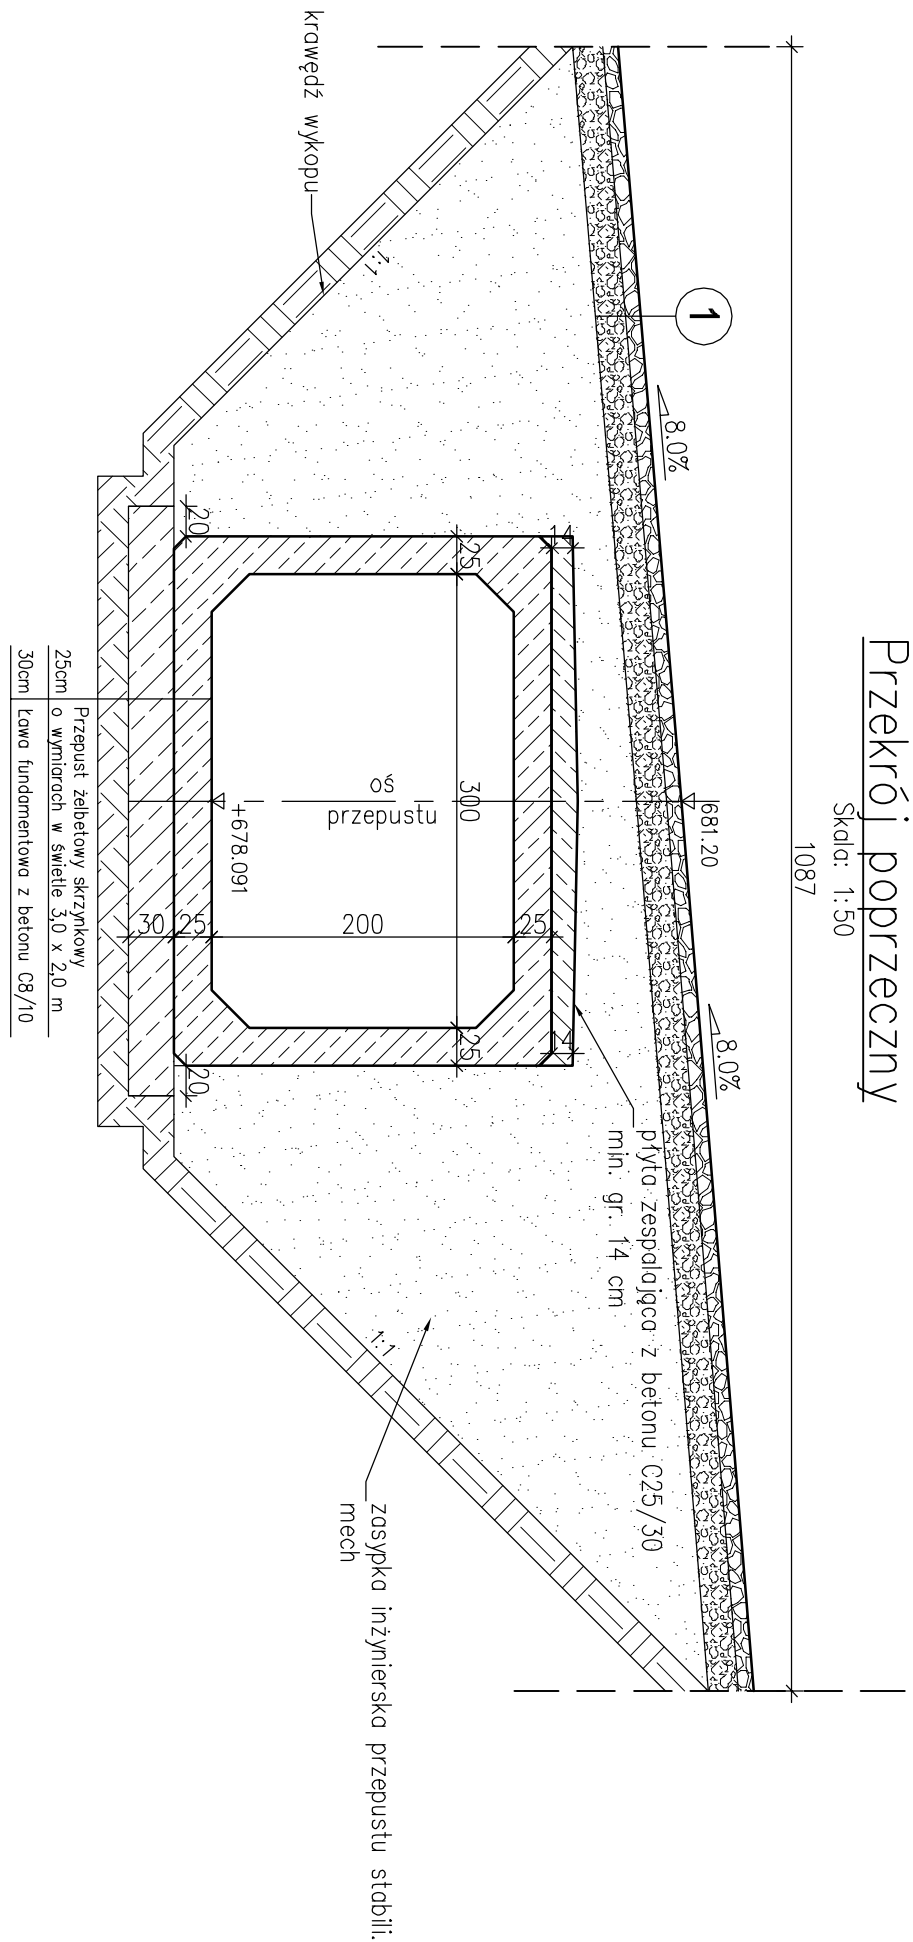 Przekrój poprzeczny
Skala: 1:50
1087
1
8.0%
8.0%
681.20
krawędź wykopu
1:1
1:1
14
14
płyta zespalająca z betonu C25/30
min. gr. 14 cm
25
300
25
oś
przepustu
25
200
25
30
+678.091
20
20
zasypka inżynierska przepustu stabili.
mech
Przepust żelbetowy skrzynkowy
25cm o wymiarach w świetle 3,0 x 2,0 m
30cm Ława fundamentowa z betonu C8/10